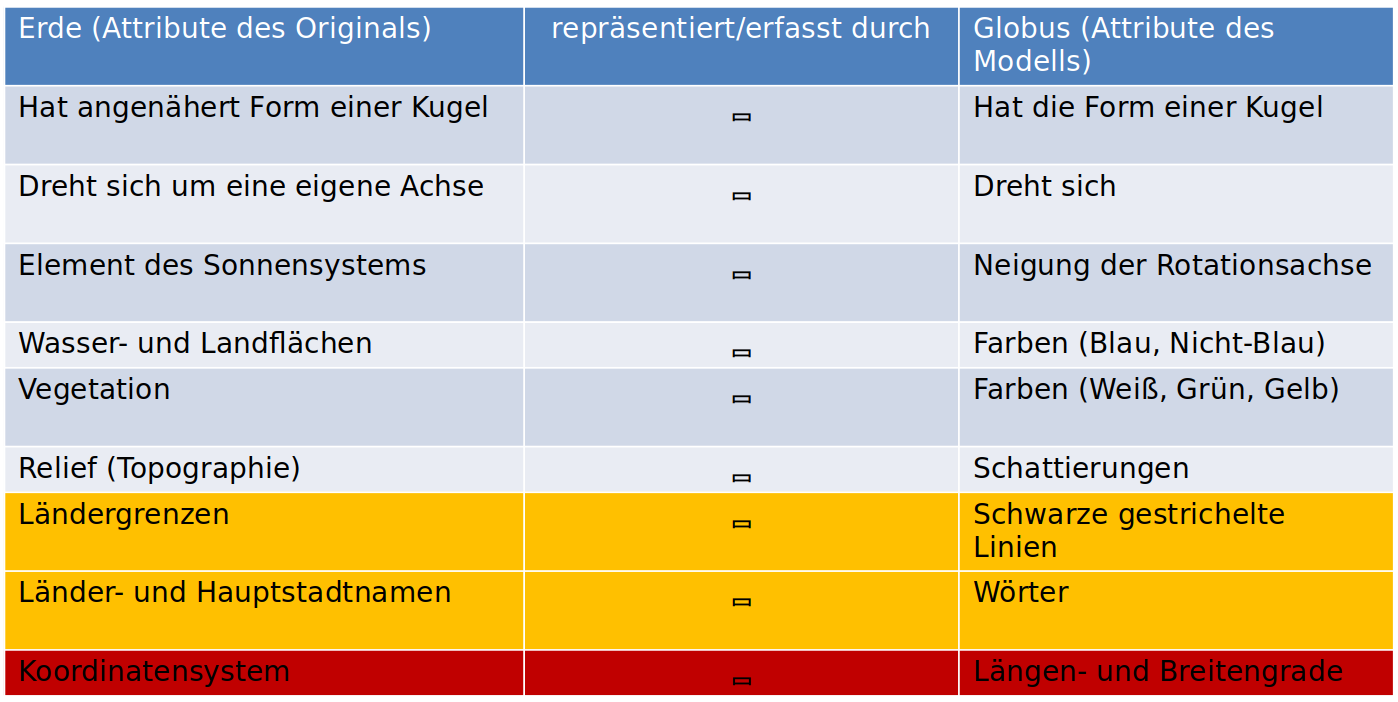 Erde (Attribute des Originals)
repräsentiert/erfasst durch
Globus (Attribute des
Modells)
Hat angenähert Form einer Kugel
Hat die Form einer Kugel
Dreht sich um eine eigene Achse
Dreht sich
Element des Sonnensystems
Neigung der Rotationsachse
Wasser- und Landflächen
Farben (Blau, Nicht-Blau)
Vegetation
Farben (Weiß, Grün, Gelb)
Relief (Topographie)
Schattierungen
Ländergrenzen
Schwarze gestrichelte
Linien
Länder- und Hauptstadtnamen
Wörter
Koordinatensystem
Längen- und Breitengrade